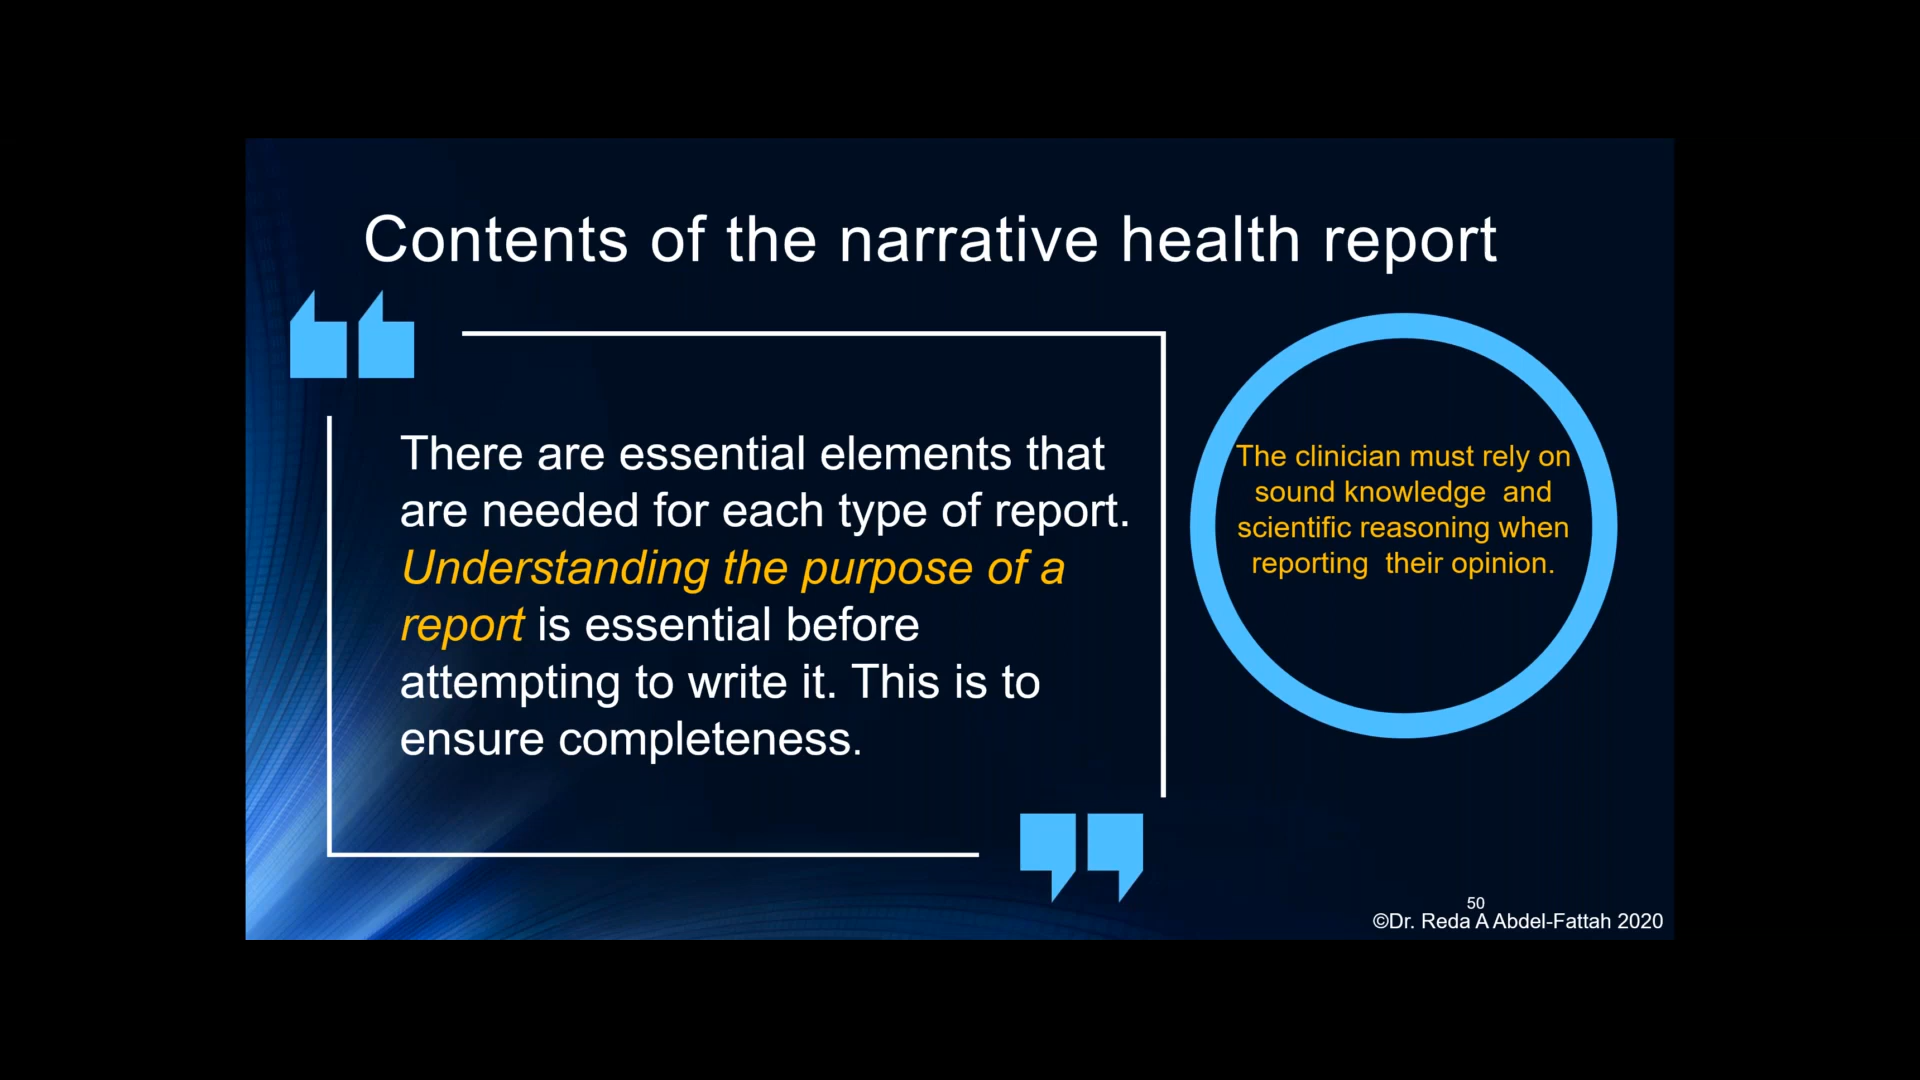 Contents of the narrative health report
There are essential elements that
are needed for each type of report.
Understanding the purpose of a
report is essential before
attempting to write it. This is to
ensure completeness.
The clinician must rely on
sound knowledge and
scientific reasoning when
reporting their opinion.
50
©Dr. Reda A Abdel-Fattah 2020